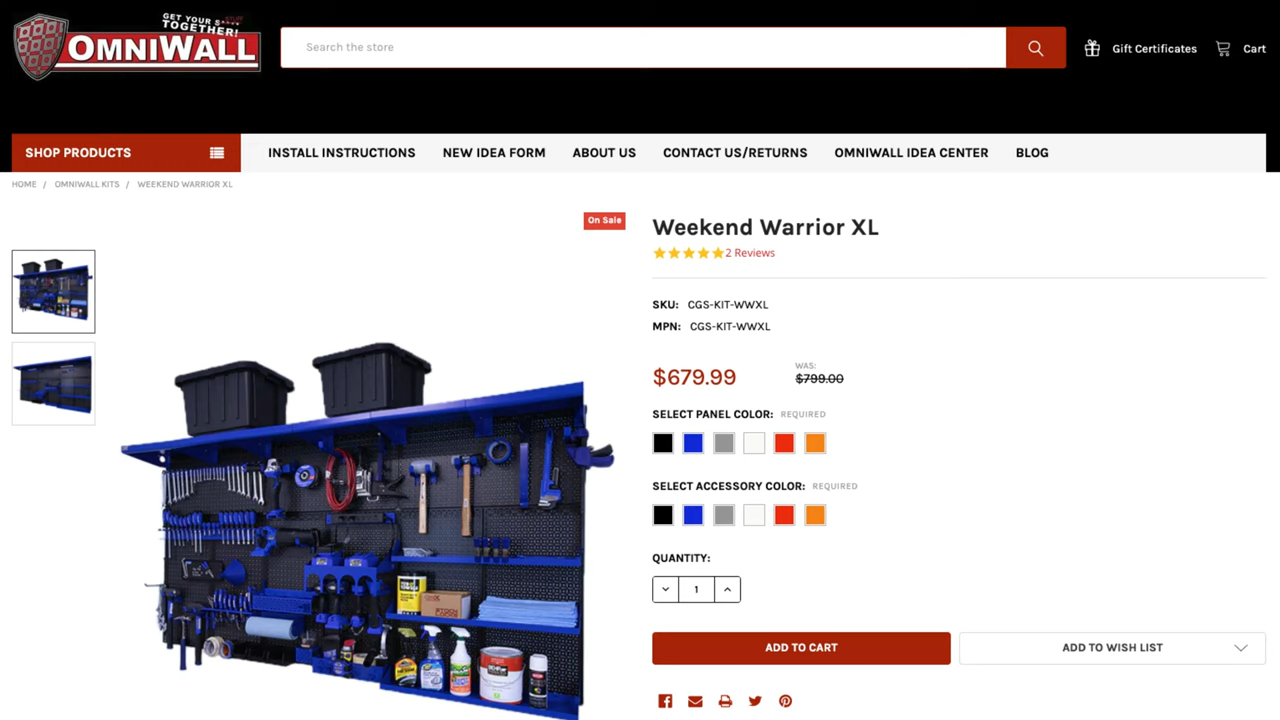 GET YOUR S
TOGETHER!
OMNIWALL
Search the store
Gift Certificates
Cart
SHOP PRODUCTS
INSTALL INSTRUCTIONS
NEW IDEA FORM
ABOUT US
CONTACT US/RETURNS
OMNIWALL IDEA CENTER
BLOG
HOME / OMNIWALL KITS / WEEKEND WARRIOR XL
On Sale
Weekend Warrior XL
2 Reviews
SKU: CGS-KIT-WWXL
MPN: CGS-KIT-WWXL
WAS:
$679.99 $799.00
SELECT PANEL COLOR: REQUIRED
SELECT ACCESSORY COLOR: REQUIRED
QUANTITY:
1
ADD TO CART
ADD TO WISH LIST